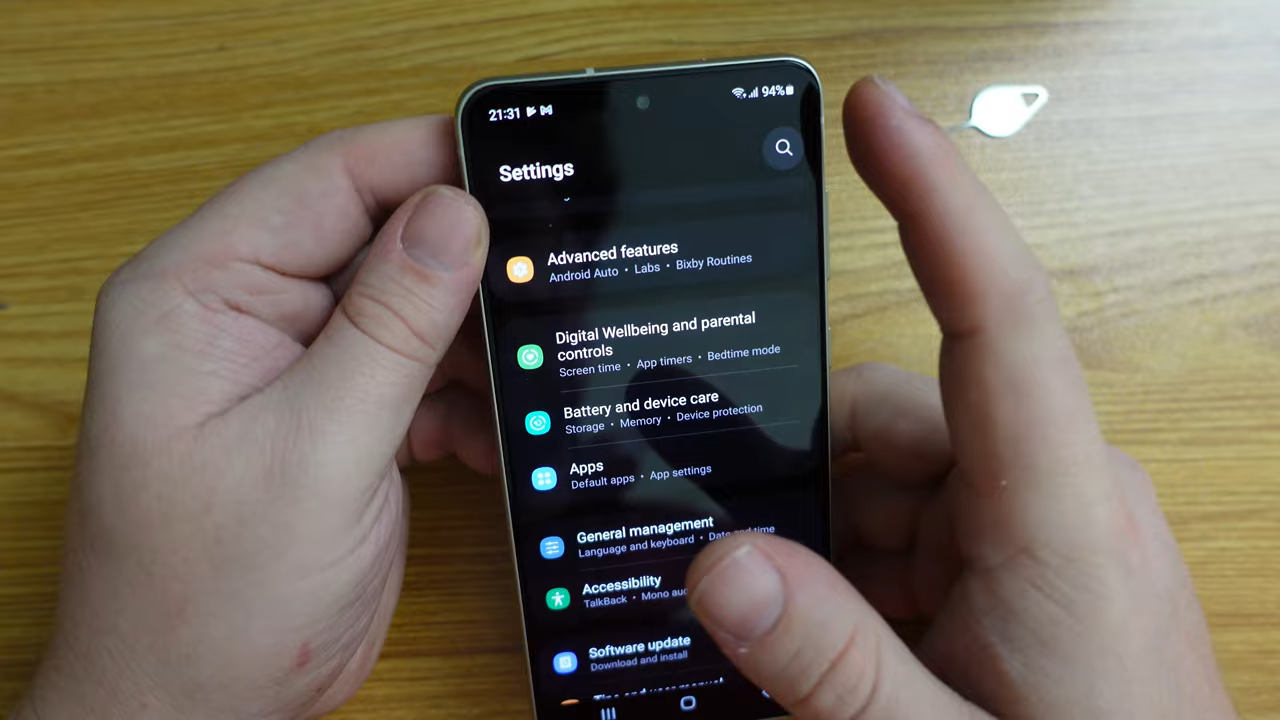 21:31
94%
Settings
Advanced features
Android Auto • Labs • Bixby Routines
Digital Wellbeing and parental
controls
Screen time • App timers • Bedtime mode
Battery and device care
Storage • Memory • Device protection
Apps
Default apps • App settings
General management
Language and keyboard • Date and time
Accessibility
TalkBack • Mono
Software update
Download and install